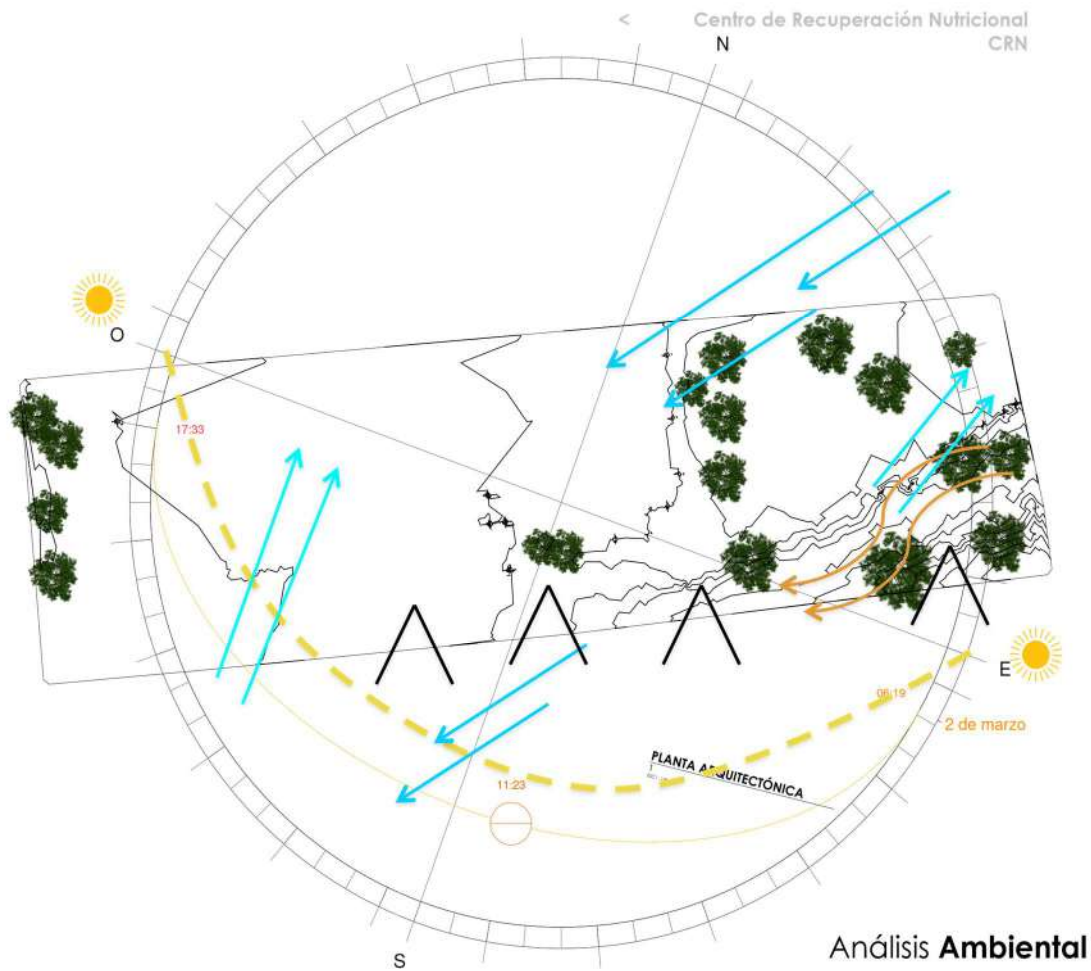 < Centro de Recuperación Nutricional
CRN
N
O
17:33
E
06:19
2 de marzo
PLANTA ARQUITECTÓNICA
11:23
S
Análisis Ambiental